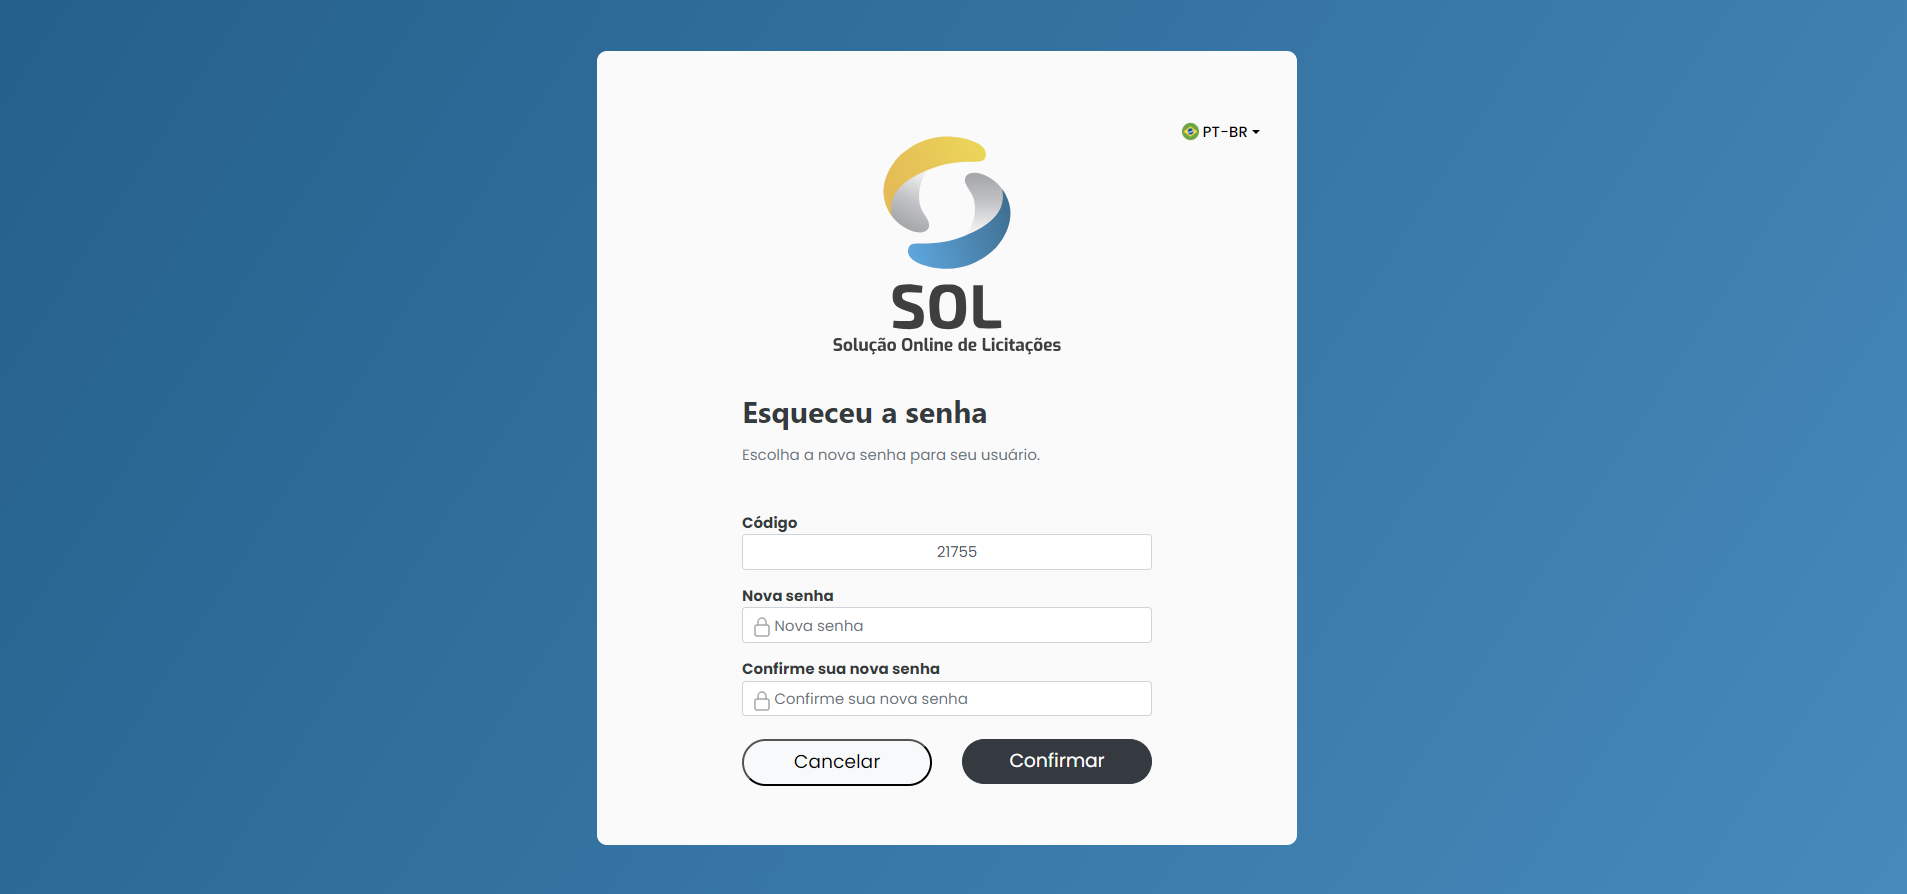 PT-BR
SOL
Solução Online de Licitações
Esqueceu a senha
Escolha a nova senha para seu usuário.
Código
21755
Nova senha
Nova senha
Confirme sua nova senha
Confirme sua nova senha
Cancelar
Confirmar